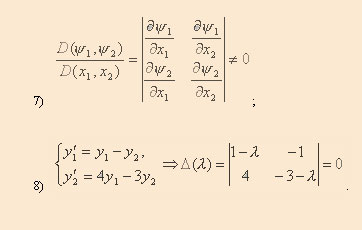 7) D(ψ₁,ψ₂)/D(x₁,x₂) = |∂ψ₁/∂x₁ ∂ψ₁/∂x₂; ∂ψ₂/∂x₁ ∂ψ₂/∂x₂| ≠ 0 ;
8) {y₁′ = y₁ − y₂, y₂′ = 4y₁ − 3y₂ ⇒ Δ(λ) = |1−λ −1; 4 −3−λ| = 0 .